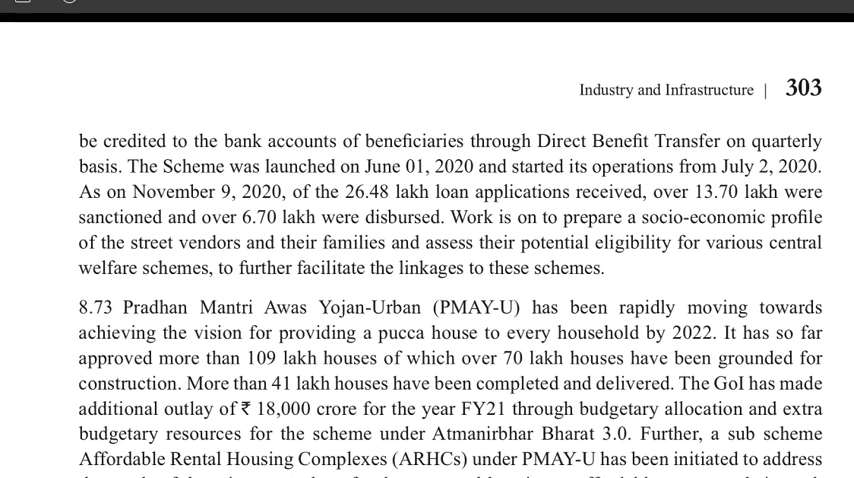 Industry and Infrastructure | 303
be credited to the bank accounts of beneficiaries through Direct Benefit Transfer on quarterly
basis. The Scheme was launched on June 01, 2020 and started its operations from July 2, 2020.
As on November 9, 2020, of the 26.48 lakh loan applications received, over 13.70 lakh were
sanctioned and over 6.70 lakh were disbursed. Work is on to prepare a socio-economic profile
of the street vendors and their families and assess their potential eligibility for various central
welfare schemes, to further facilitate the linkages to these schemes.
8.73 Pradhan Mantri Awas Yojan-Urban (PMAY-U) has been rapidly moving towards
achieving the vision for providing a pucca house to every household by 2022. It has so far
approved more than 109 lakh houses of which over 70 lakh houses have been grounded for
construction. More than 41 lakh houses have been completed and delivered. The GoI has made
additional outlay of ₹ 18,000 crore for the year FY21 through budgetary allocation and extra
budgetary resources for the scheme under Atmanirbhar Bharat 3.0. Further, a sub scheme
Affordable Rental Housing Complexes (ARHCs) under PMAY-U has been initiated to address